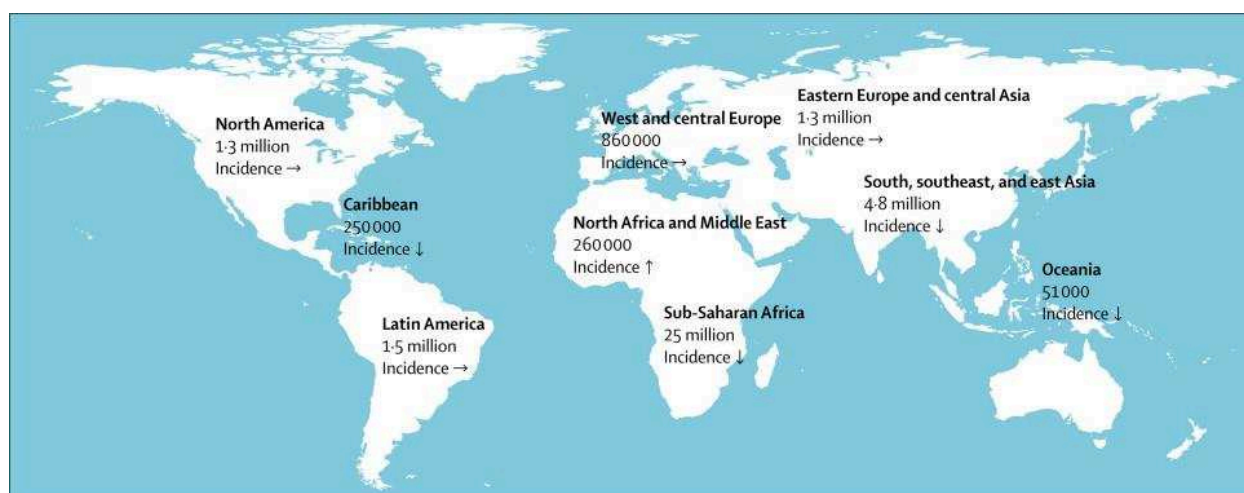 North America
1·3 million
Incidence →
Caribbean
250 000
Incidence ↓
Latin America
1·5 million
Incidence →
West and central Europe
860 000
Incidence →
North Africa and Middle East
260 000
Incidence ↑
Sub-Saharan Africa
25 million
Incidence ↓
Eastern Europe and central Asia
1·3 million
Incidence →
South, southeast, and east Asia
4·8 million
Incidence ↓
Oceania
51 000
Incidence ↓